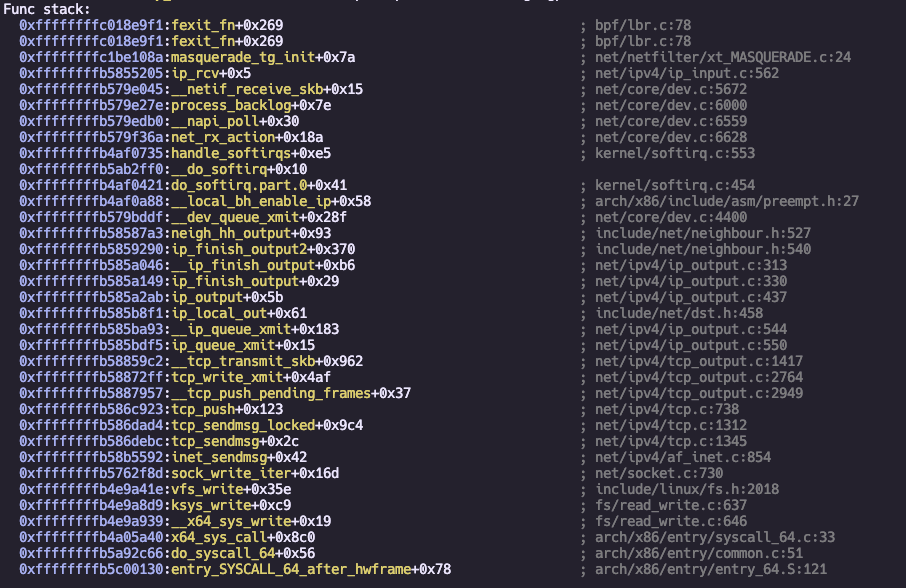 Func stack:
0xffffffffc018e9f1:fexit_fn+0x269 ; bpf/lbr.c:78
0xffffffffc018e9f1:fexit_fn+0x269 ; bpf/lbr.c:78
0xffffffffc1be108a:masquerade_tg_init+0x7a ; net/netfilter/xt_MASQUERADE.c:24
0xffffffffb5855205:ip_rcv+0x5 ; net/ipv4/ip_input.c:562
0xffffffffb579e045:__netif_receive_skb+0x15 ; net/core/dev.c:5672
0xffffffffb579e27e:process_backlog+0x7e ; net/core/dev.c:6000
0xffffffffb579edb0:__napi_poll+0x30 ; net/core/dev.c:6559
0xffffffffb579f36a:net_rx_action+0x18a ; net/core/dev.c:6628
0xffffffffb4af0735:handle_softirqs+0xe5 ; kernel/softirq.c:553
0xffffffffb5ab2ff0:__do_softirq+0x10
0xffffffffb4af0421:do_softirq.part.0+0x41 ; kernel/softirq.c:454
0xffffffffb4af0a88:__local_bh_enable_ip+0x58 ; arch/x86/include/asm/preempt.h:27
0xffffffffb579bddf:__dev_queue_xmit+0x28f ; net/core/dev.c:4400
0xffffffffb58587a3:neigh_hh_output+0x93 ; include/net/neighbour.h:527
0xffffffffb5859290:ip_finish_output2+0x370 ; include/net/neighbour.h:540
0xffffffffb585a046:__ip_finish_output+0xb6 ; net/ipv4/ip_output.c:313
0xffffffffb585a149:ip_finish_output+0x29 ; net/ipv4/ip_output.c:330
0xffffffffb585a2ab:ip_output+0x5b ; net/ipv4/ip_output.c:437
0xffffffffb585b8f1:ip_local_out+0x61 ; include/net/dst.h:458
0xffffffffb585ba93:__ip_queue_xmit+0x183 ; net/ipv4/ip_output.c:544
0xffffffffb585bdf5:ip_queue_xmit+0x15 ; net/ipv4/ip_output.c:550
0xffffffffb58859c2:__tcp_transmit_skb+0x962 ; net/ipv4/tcp_output.c:1417
0xffffffffb58872ff:tcp_write_xmit+0x4af ; net/ipv4/tcp_output.c:2764
0xffffffffb5887957:__tcp_push_pending_frames+0x37 ; net/ipv4/tcp_output.c:2949
0xffffffffb586c923:tcp_push+0x123 ; net/ipv4/tcp.c:738
0xffffffffb586dad4:tcp_sendmsg_locked+0x9c4 ; net/ipv4/tcp.c:1312
0xffffffffb586debc:tcp_sendmsg+0x2c ; net/ipv4/tcp.c:1345
0xffffffffb58b5592:inet_sendmsg+0x42 ; net/ipv4/af_inet.c:854
0xffffffffb5762f8d:sock_write_iter+0x16d ; net/socket.c:730
0xffffffffb4e9a41e:vfs_write+0x35e ; include/linux/fs.h:2018
0xffffffffb4e9a8d9:ksys_write+0xc9 ; fs/read_write.c:637
0xffffffffb4e9a939:__x64_sys_write+0x19 ; fs/read_write.c:646
0xffffffffb4a05a40:x64_sys_call+0x8c0 ; arch/x86/entry/syscall_64.c:33
0xffffffffb5a92c66:do_syscall_64+0x56 ; arch/x86/entry/common.c:51
0xffffffffb5c00130:entry_SYSCALL_64_after_hwframe+0x78 ; arch/x86/entry/entry_64.S:121